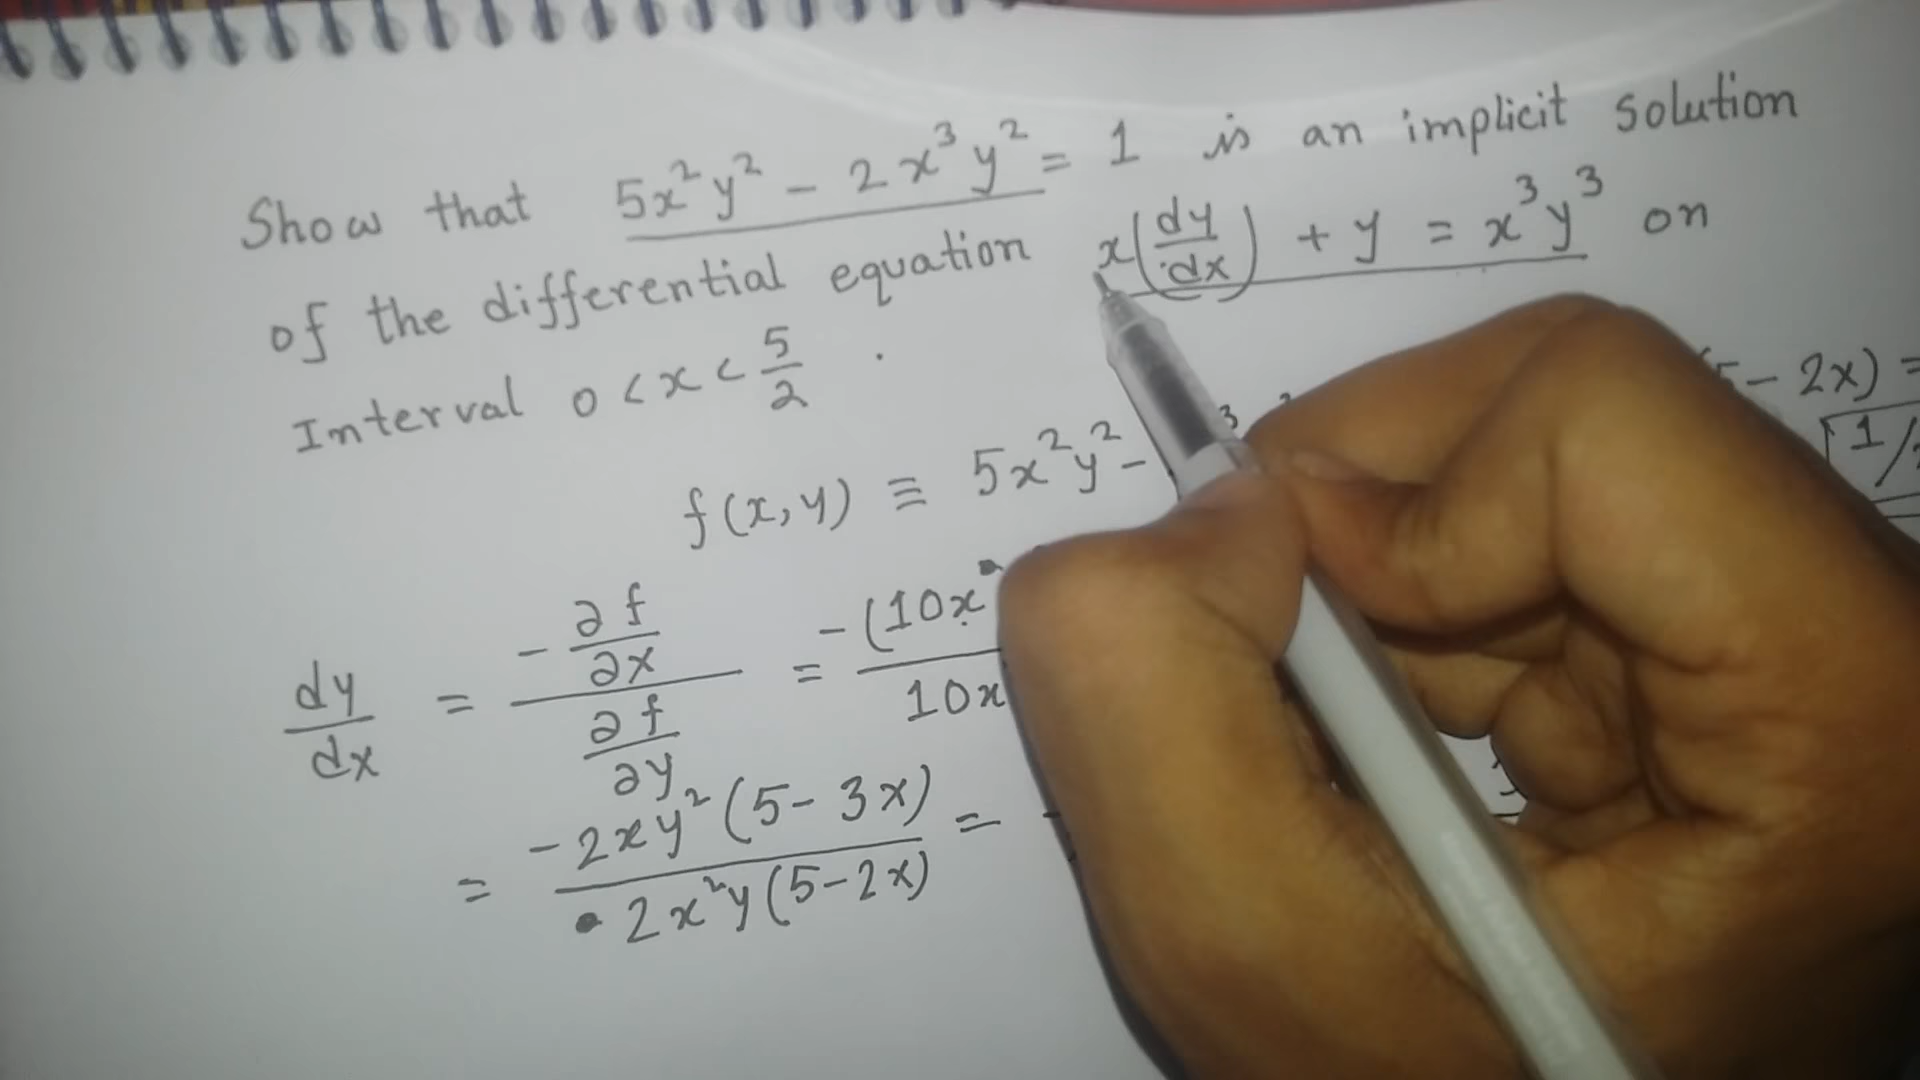 Show that 5x²y² - 2x³y² = 1 is an implicit solution
of the differential equation x(dy/dx) + y = x³y³ on
Interval 0 < x < 5/2 .
- 2x) =
f(x,y) ≡ 5x²y² -
dy/dx = (-∂f/∂x)/(∂f/∂y) = -(10x
10x
= -2xy²(5-3x)/2x²y(5-2x) =